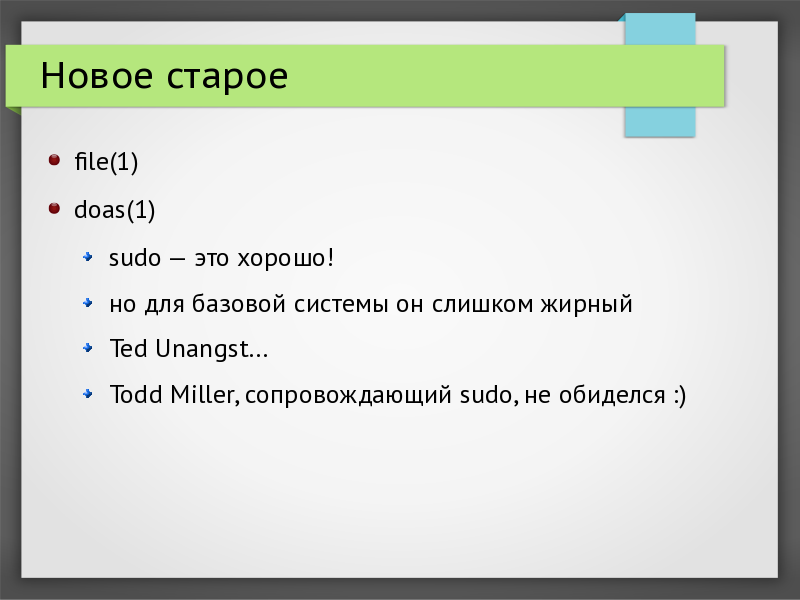 Новое старое
file(1)
doas(1)
sudo — это хорошо!
но для базовой системы он слишком жирный
Ted Unangst...
Todd Miller, сопровождающий sudo, не обиделся :)